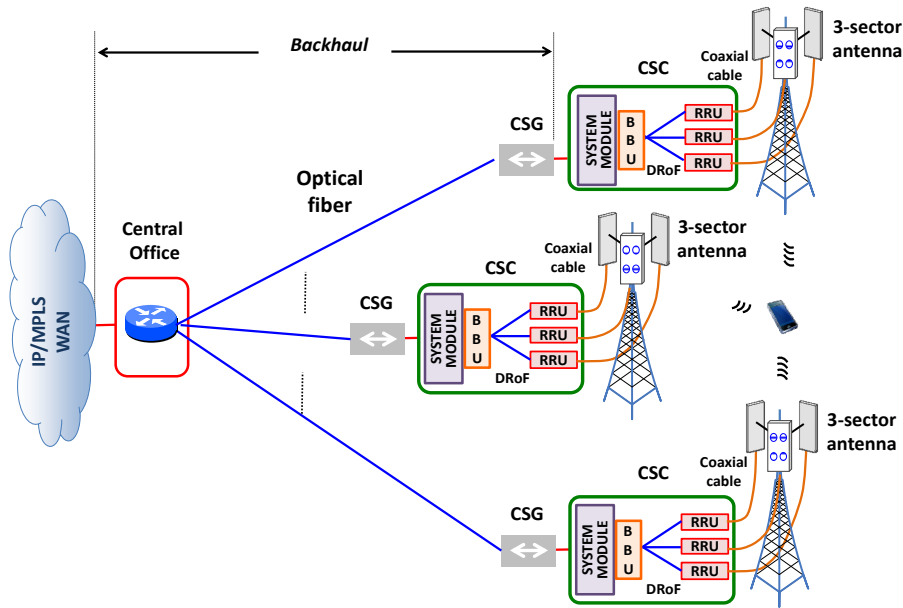 Backhaul
3-sector
antenna
Coaxial
cable
CSC
CSG
SYSTEM
MODULE
B
B
U
RRU
RRU
RRU
DRoF
Optical
fiber
Central
Office
IP/MPLS
WAN
3-sector
antenna
Coaxial
cable
CSC
CSG
SYSTEM
MODULE
B
B
U
RRU
RRU
RRU
DRoF
3-sector
antenna
Coaxial
cable
CSC
CSG
SYSTEM
MODULE
B
B
U
RRU
RRU
RRU
DRoF